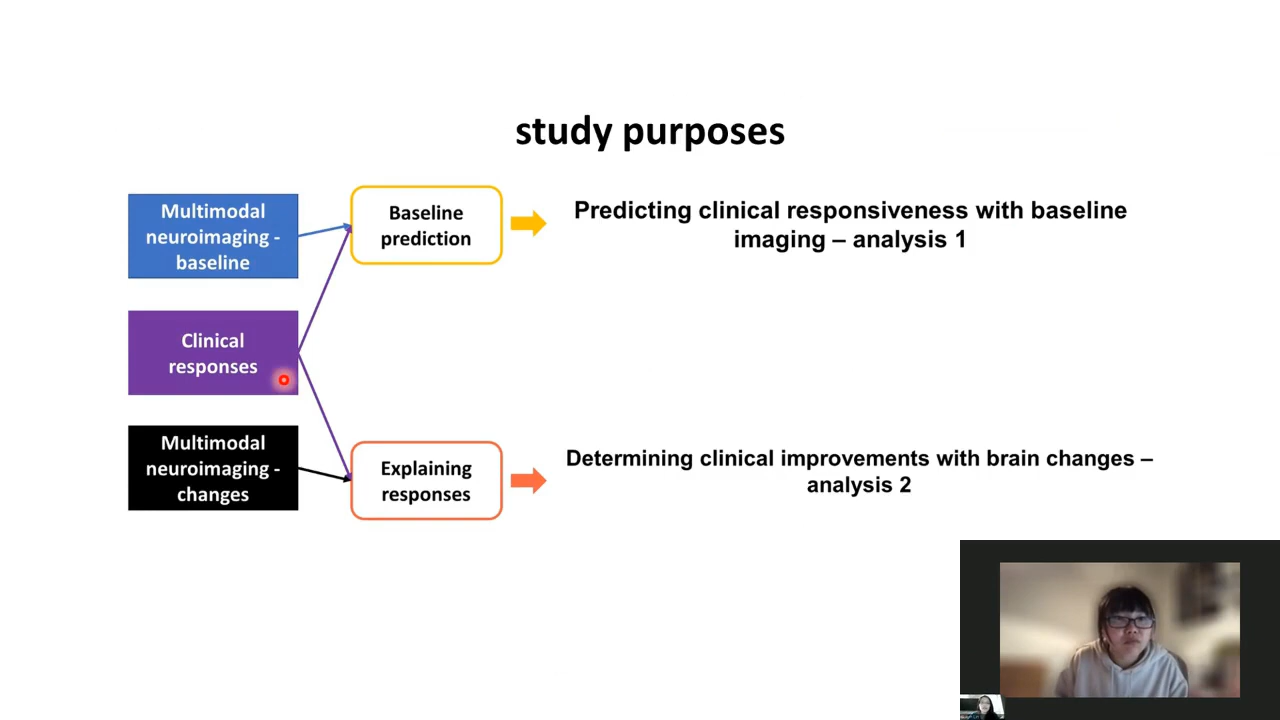 study purposes
Multimodal
neuroimaging -
baseline
Baseline
prediction
Predicting clinical responsiveness with baseline
imaging – analysis 1
Clinical
responses
Multimodal
neuroimaging -
changes
Explaining
responses
Determining clinical improvements with brain changes –
analysis 2